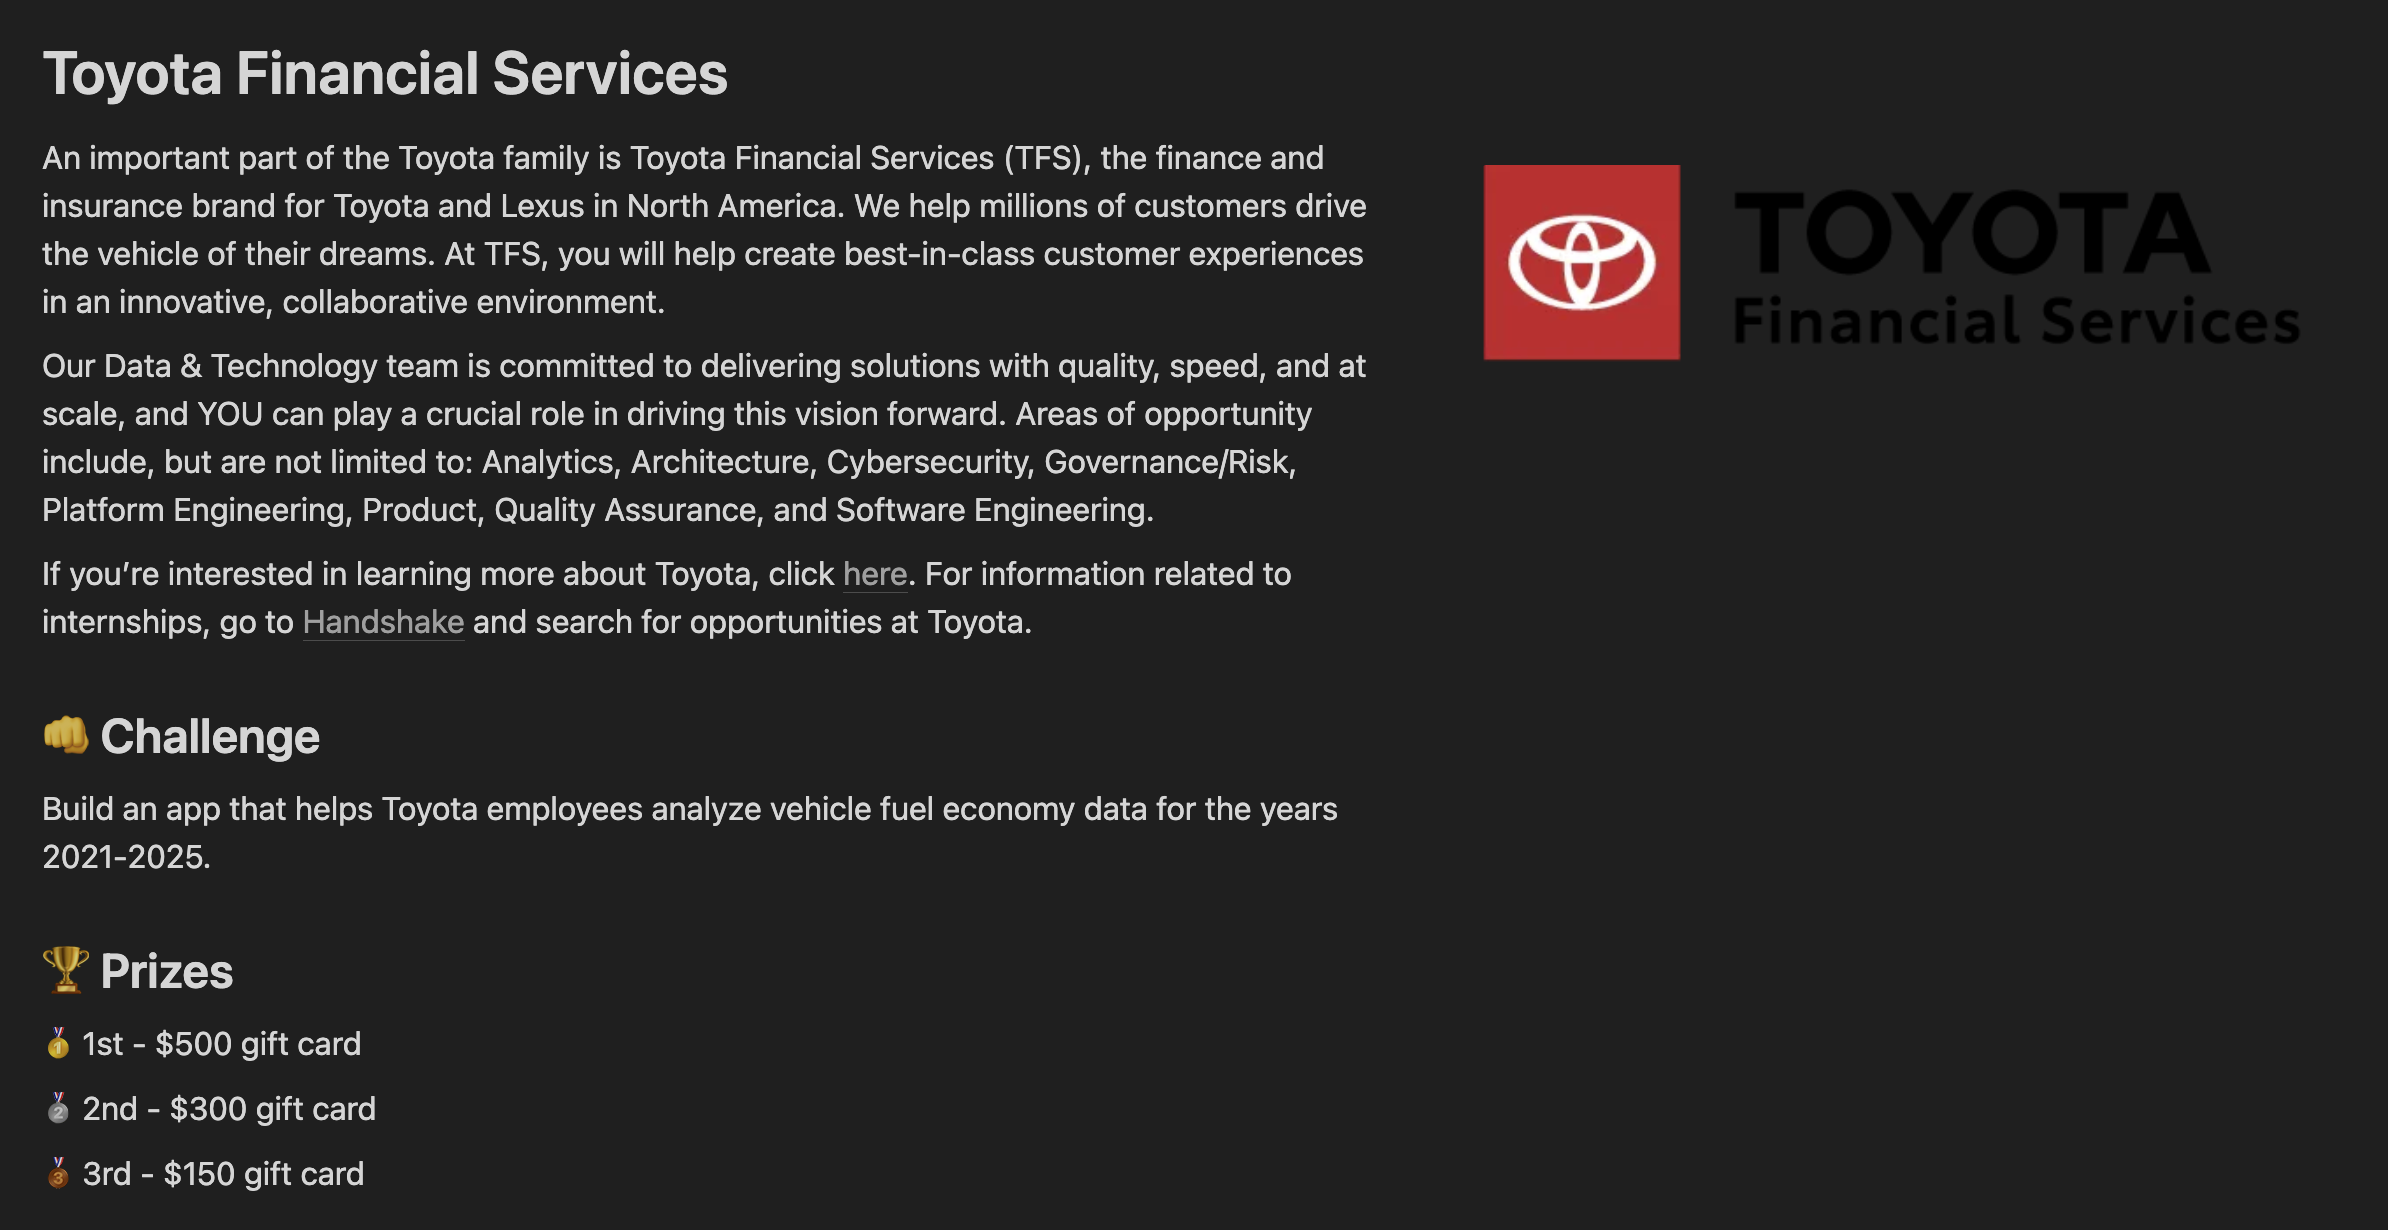 Toyota Financial Services
An important part of the Toyota family is Toyota Financial Services (TFS), the finance and
insurance brand for Toyota and Lexus in North America. We help millions of customers drive
the vehicle of their dreams. At TFS, you will help create best-in-class customer experiences
in an innovative, collaborative environment.
Our Data & Technology team is committed to delivering solutions with quality, speed, and at
scale, and YOU can play a crucial role in driving this vision forward. Areas of opportunity
include, but are not limited to: Analytics, Architecture, Cybersecurity, Governance/Risk,
Platform Engineering, Product, Quality Assurance, and Software Engineering.
If you’re interested in learning more about Toyota, click here. For information related to
internships, go to Handshake and search for opportunities at Toyota.
TOYOTA
Financial Services
👊 Challenge
Build an app that helps Toyota employees analyze vehicle fuel economy data for the years
2021-2025.
🏆 Prizes
🥇 1st - $500 gift card
🥈 2nd - $300 gift card
🥉 3rd - $150 gift card